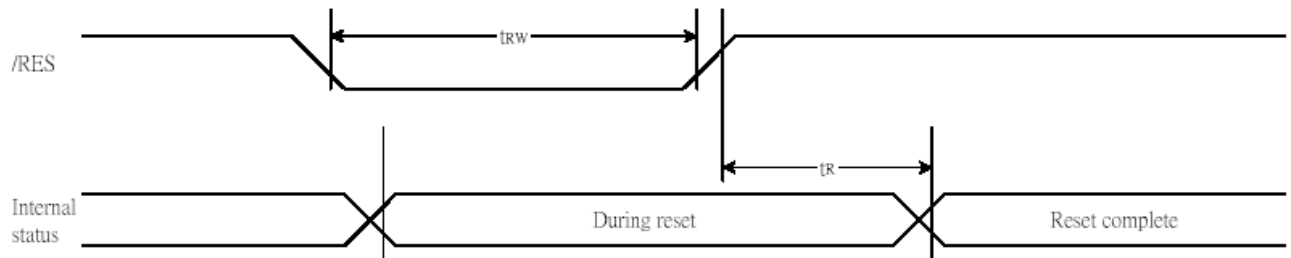 tRW
/RES
tR
Internal
status
During reset
Reset complete